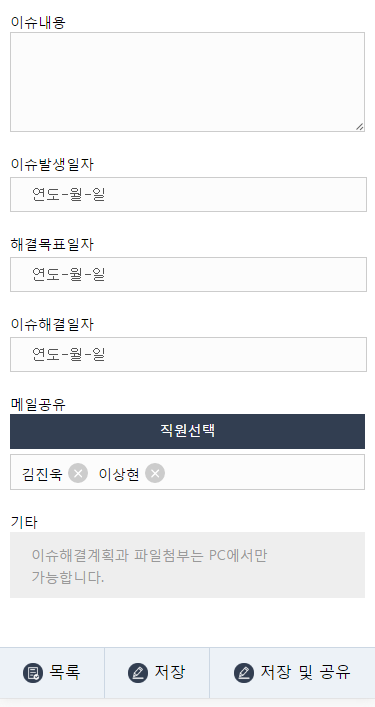 이슈내용
이슈발생일자
연도-월-일
해결목표일자
연도-월-일
이슈해결일자
연도-월-일
메일공유
직원선택
김진욱 이상현
기타
이슈해결계획과 파일첨부는 PC에서만
가능합니다.
목록 저장 저장 및 공유